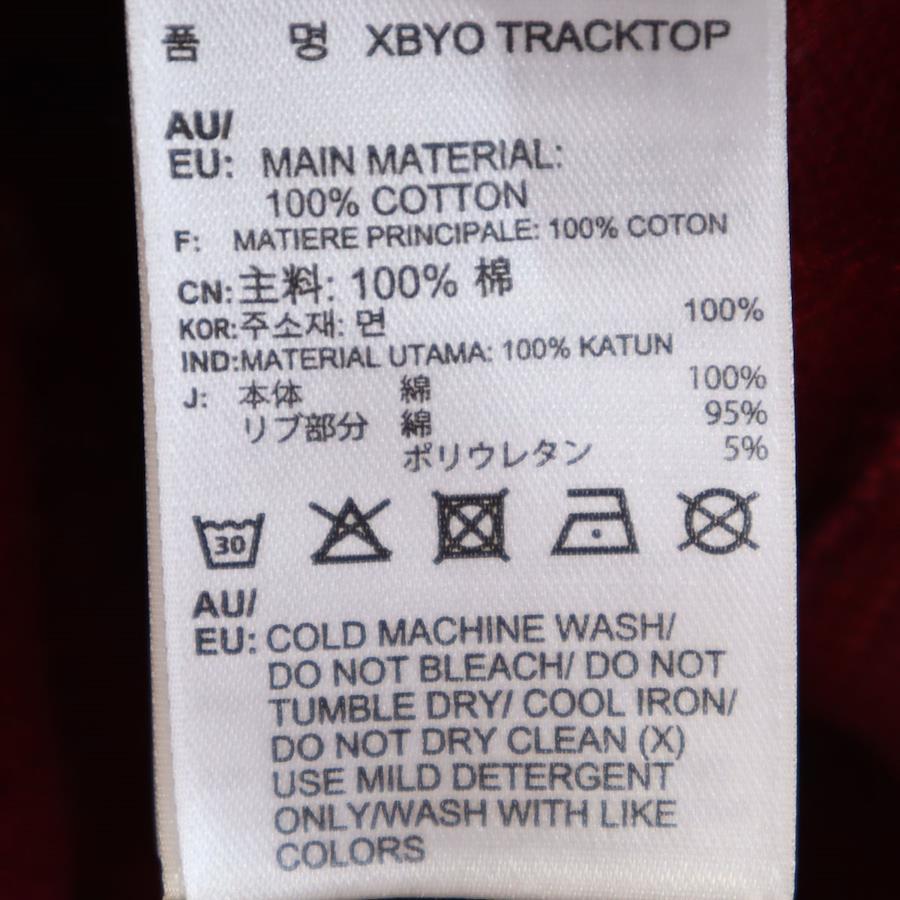 품 명 XBYO TRACKTOP
AU/
EU: MAIN MATERIAL:
100% COTTON
F: MATIERE PRINCIPALE: 100% COTON
CN: 主料: 100% 棉
KOR: 주소재: 면 100%
IND: MATERIAL UTAMA: 100% KATUN
J: 本体 綿 100%
リブ部分 綿 95%
ポリウレタン 5%
30
AU/
EU: COLD MACHINE WASH/
DO NOT BLEACH/ DO NOT
TUMBLE DRY/ COOL IRON/
DO NOT DRY CLEAN (X)
USE MILD DETERGENT
ONLY/WASH WITH LIKE
COLORS